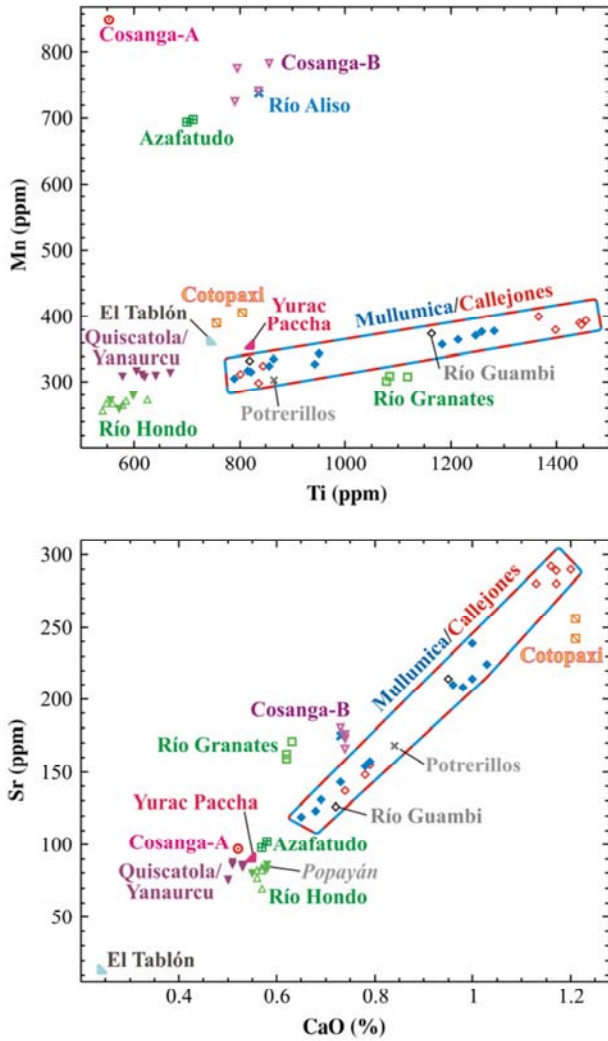 900
Cosanga-A
800
Cosanga-B
Río Aliso
700
Azafatudo
600
Mn (ppm)
500
Cotopaxi
Mullumica/Callejones
El Tablón
Yurac
Paccha
400
Quiscatola/
Yanaurcu
Río Guambi
300
Potrerillos
Río Granates
Río Hondo
600
800
1000
1200
1400
Ti (ppm)
300
Mullumica/Callejones
250
Cotopaxi
200
Cosanga-B
Río Granates
Sr (ppm)
Potrerillos
150
Yurac Paccha
Río Guambi
100
Cosanga-A
Azafatudo
Quiscatola/
Yanaurcu
Popayán
Río Hondo
50
El Tablón
0.4
0.6
0.8
1
1.2
CaO (%)